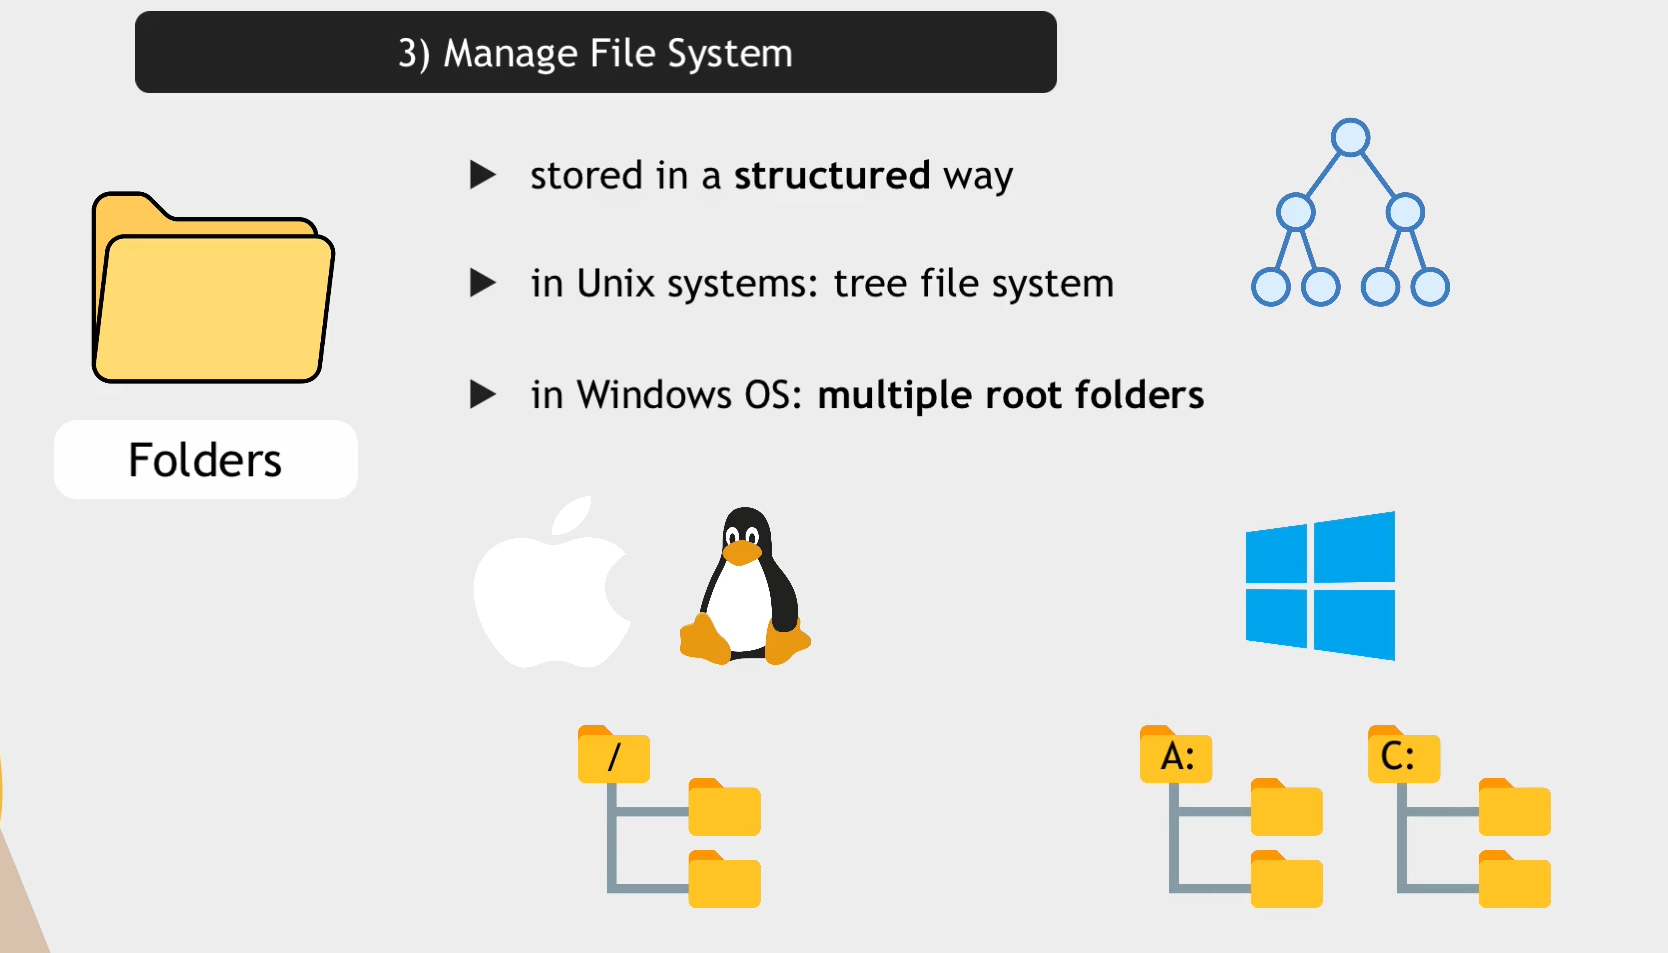 3) Manage File System
▶ stored in a structured way
▶ in Unix systems: tree file system
▶ in Windows OS: multiple root folders
Folders
/
A:
C: